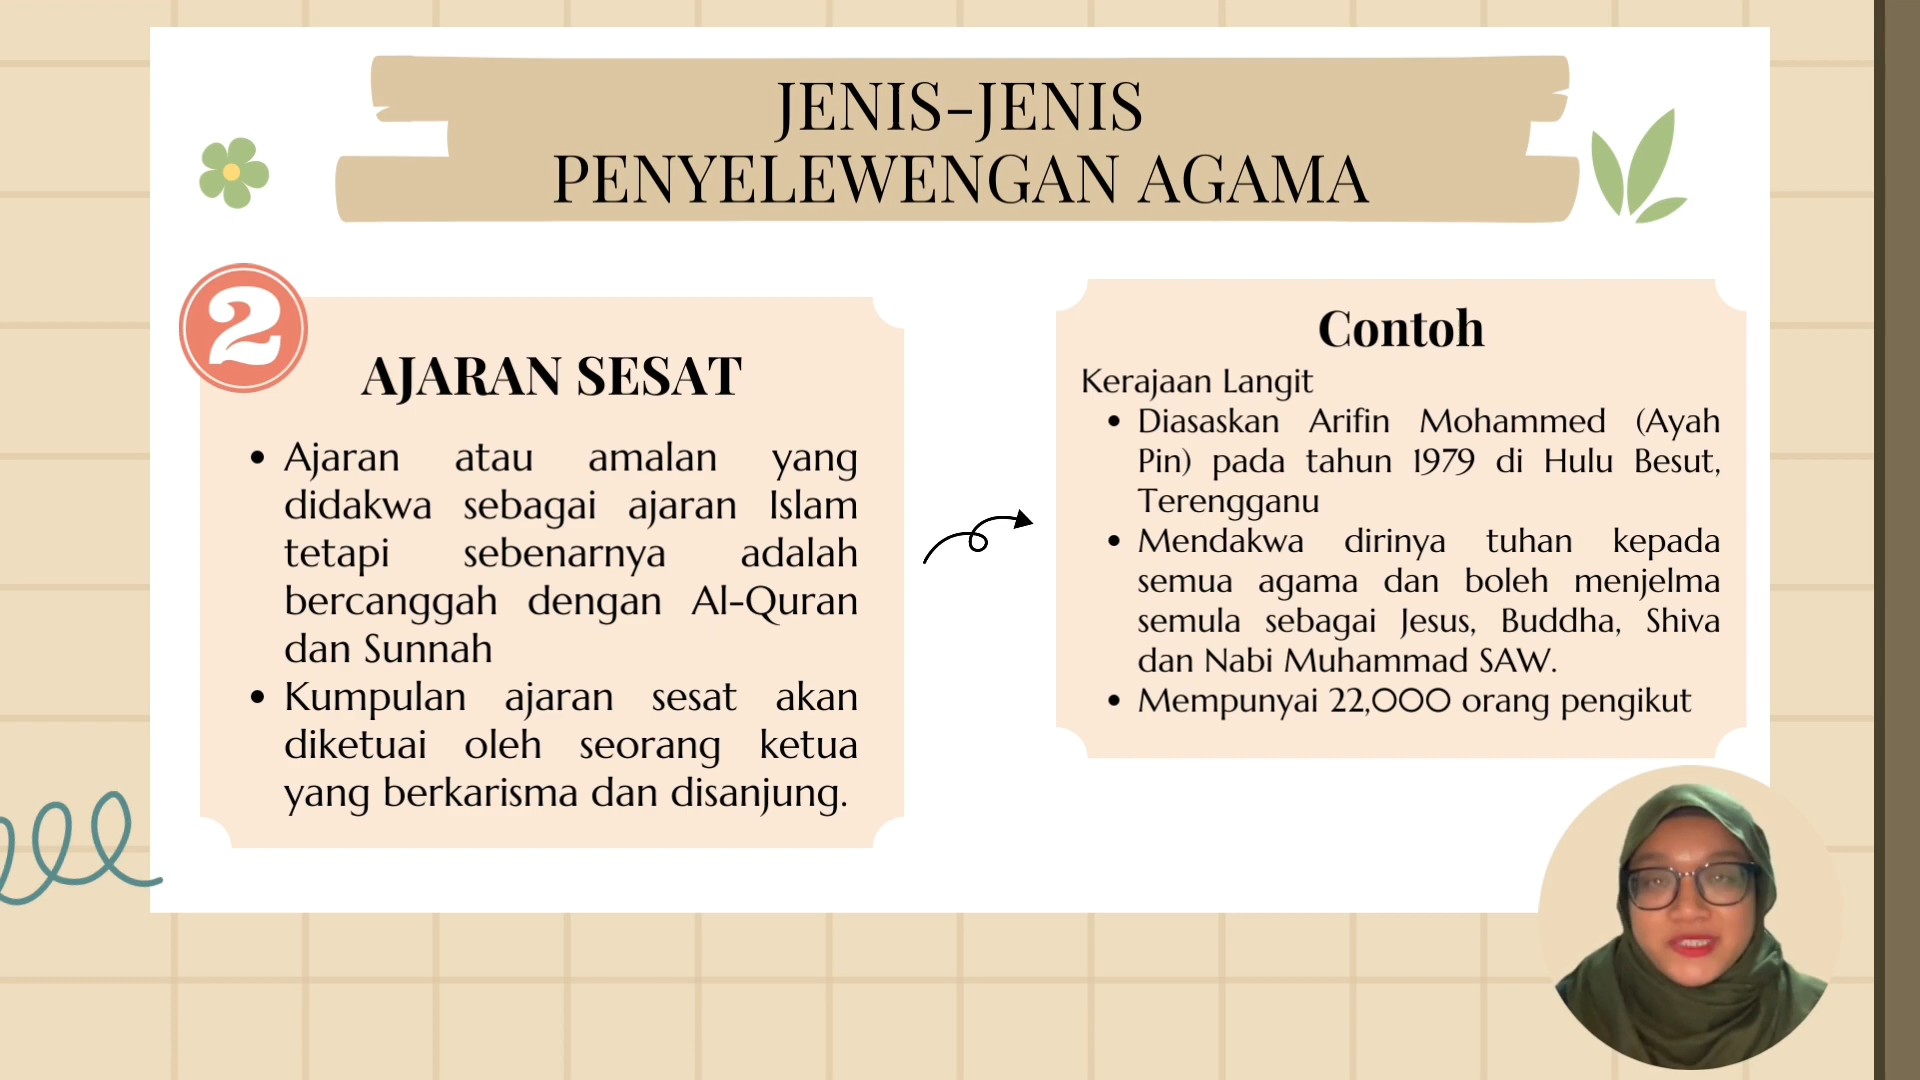 JENIS-JENIS
PENYELEWENGAN AGAMA
2
AJARAN SESAT
• Ajaran atau amalan yang
didakwa sebagai ajaran Islam
tetapi sebenarnya adalah
bercanggah dengan Al-Quran
dan Sunnah
• Kumpulan ajaran sesat akan
diketuai oleh seorang ketua
yang berkarisma dan disanjung.
Contoh
Kerajaan Langit
• Diasaskan Arifin Mohammed (Ayah
Pin) pada tahun 1979 di Hulu Besut,
Terengganu
• Mendakwa dirinya tuhan kepada
semua agama dan boleh menjelma
semula sebagai Jesus, Buddha, Shiva
dan Nabi Muhammad SAW.
• Mempunyai 22,000 orang pengikut